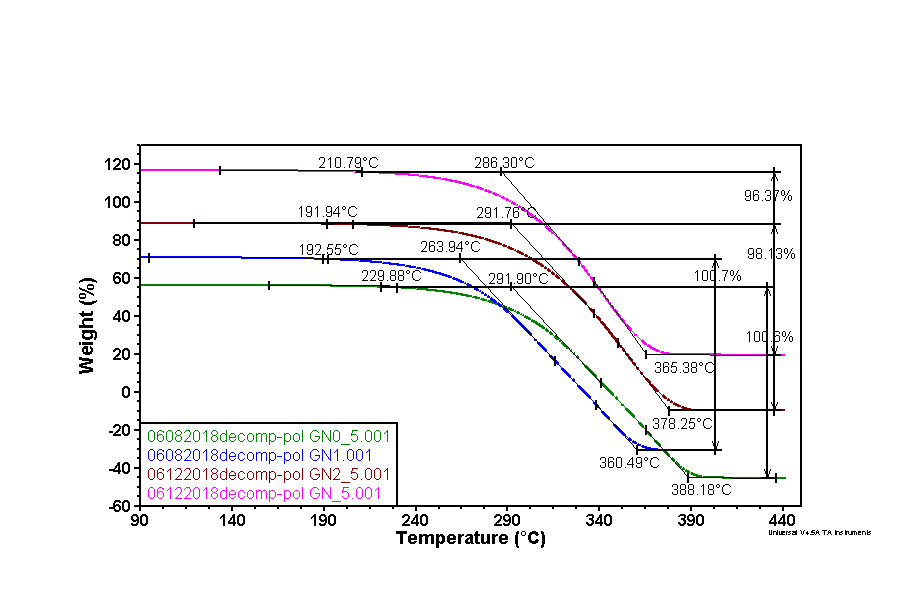 120
100
80
60
40
20
0
-20
-40
-60
Weight (%)
210.79°C
286.30°C
191.94°C
291.76°C
192.55°C
263.94°C
229.88°C
291.90°C
96.37%
98.13%
100.7%
100.6%
365.38°C
378.25°C
360.49°C
388.18°C
06082018decomp-pol GN0_5.001
06082018decomp-pol GN1.001
06122018decomp-pol GN2_5.001
06122018decomp-pol GN_5.001
90 140 190 240 290 340 390 440
Temperature (°C)
Universal V4.5A TA Instruments